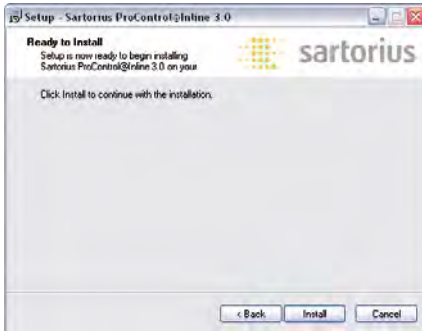 Setup - Sartorius ProControl@Inline 3.0
Ready to Install
Setup is now ready to begin installing
Sartorius ProControl@Inline 3.0 on your
sartorius
Click Install to continue with the installation.
< Back
Install
Cancel